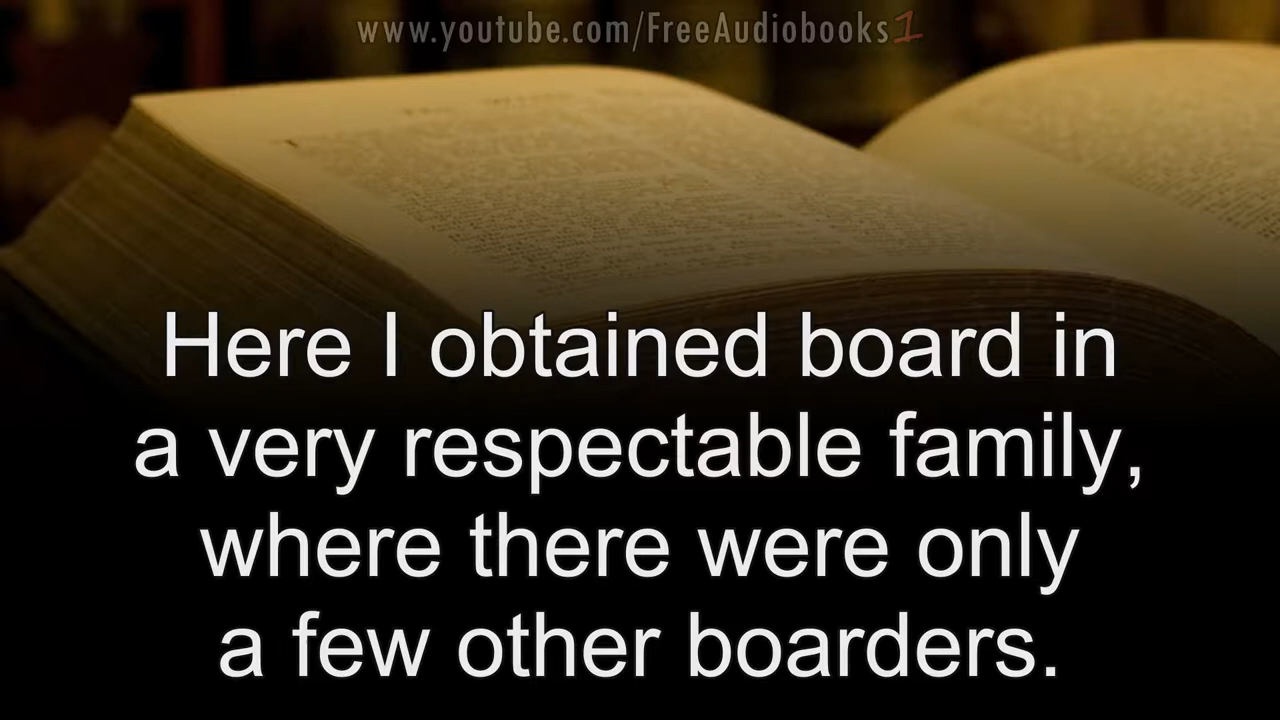 www.youtube.com/FreeAudiobooks1
Here I obtained board in
a very respectable family,
where there were only
a few other boarders.